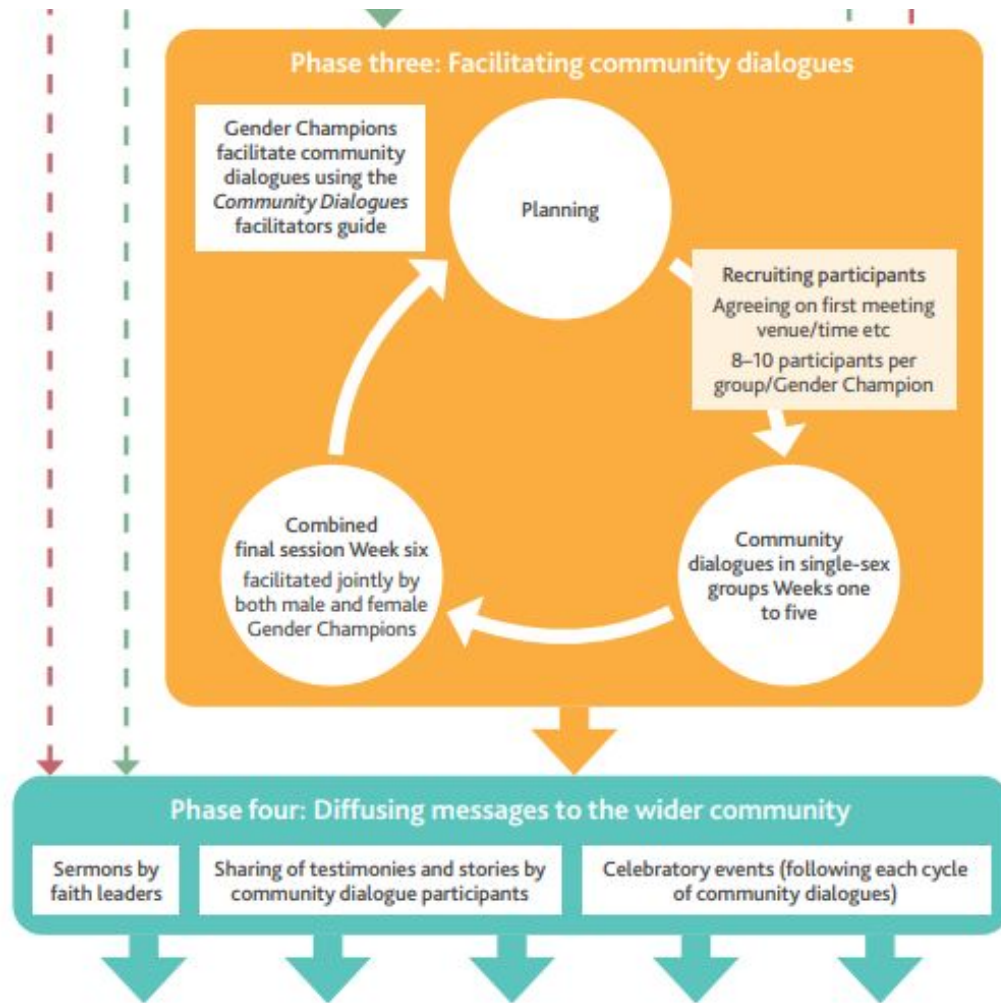 Phase three: Facilitating community dialogues
Gender Champions
facilitate community
dialogues using the
Community Dialogues
facilitators guide
Planning
Recruiting participants
Agreeing on first meeting
venue/time etc
8–10 participants per
group/Gender Champion
Community
dialogues in single-sex
groups Weeks one
to five
Combined
final session Week six
facilitated jointly by
both male and female
Gender Champions
Phase four: Diffusing messages to the wider community
Sermons by
faith leaders
Sharing of testimonies and stories by
community dialogue participants
Celebratory events (following each cycle
of community dialogues)